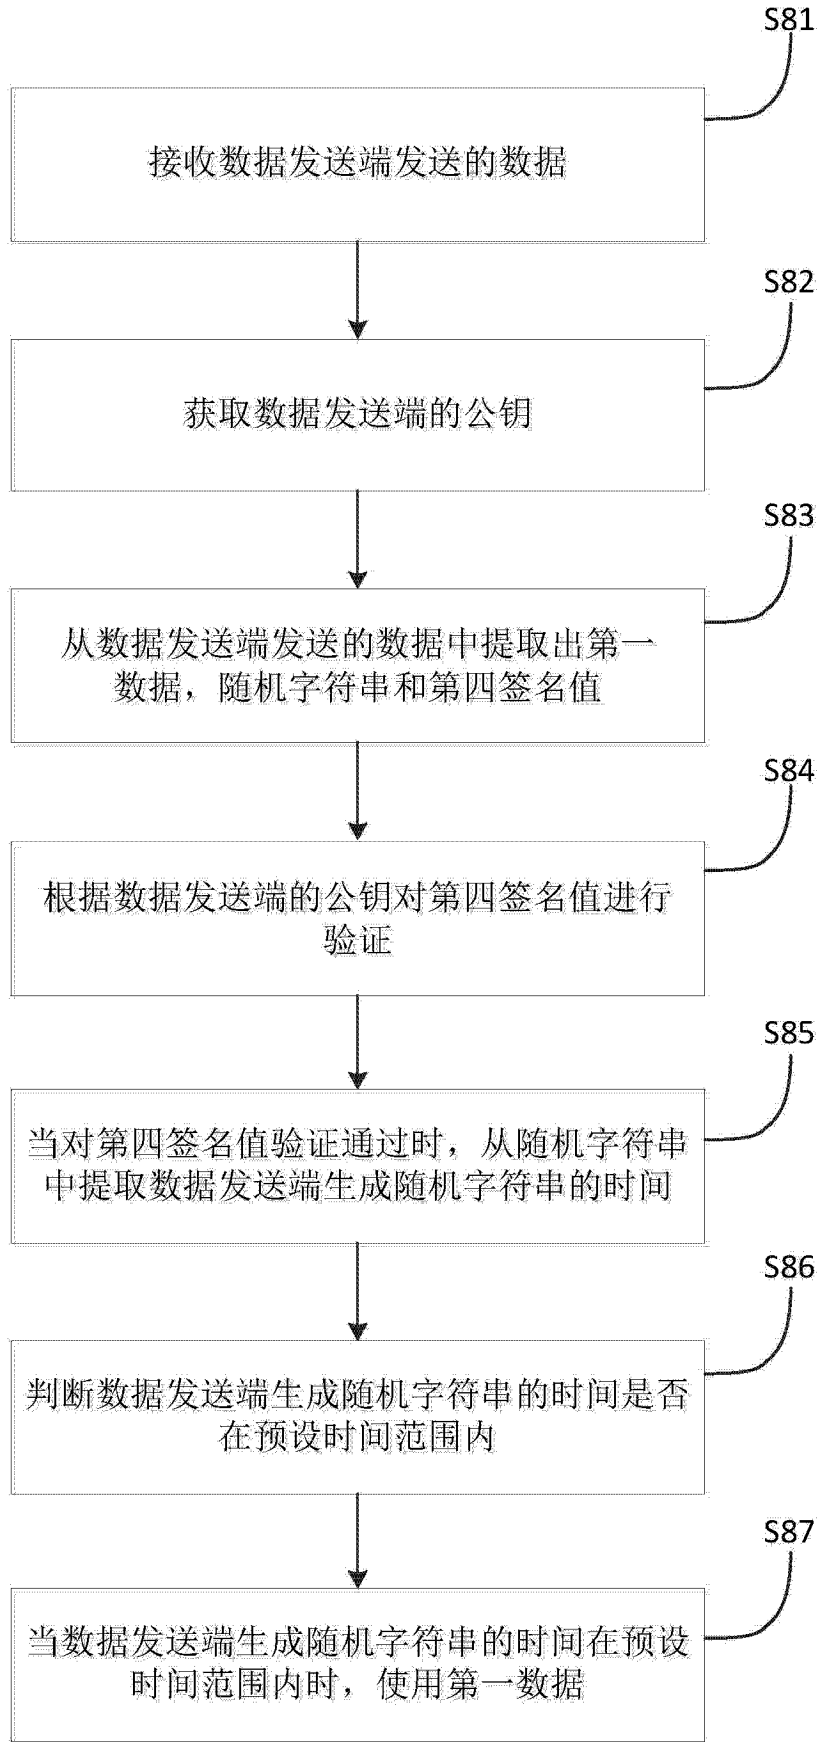 S81
接收数据发送端发送的数据
S82
获取数据发送端的公钥
S83
从数据发送端发送的数据中提取出第一
数据，随机字符串和第四签名值
S84
根据数据发送端的公钥对第四签名值进行
验证
S85
当对第四签名值验证通过时，从随机字符串
中提取数据发送端生成随机字符串的时间
S86
判断数据发送端生成随机字符串的时间是否
在预设时间范围内
S87
当数据发送端生成随机字符串的时间在预设
时间范围内时，使用第一数据